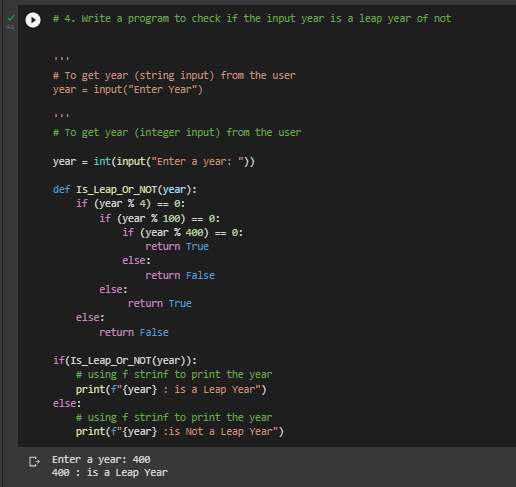 # 4. Write a program to check if the input year is a leap year of not
4s
'''
# To get year (string input) from the user
year = input("Enter Year")
'''
# To get year (integer input) from the user
year = int(input("Enter a year: "))
def Is_Leap_Or_NOT(year):
    if (year % 4) == 0:
        if (year % 100) == 0:
            if (year % 400) == 0:
                return True
            else:
                return False
        else:
             return True
    else:
        return False
if(Is_Leap_Or_NOT(year)):
    # using f strinf to print the year
    print(f"{year} : is a Leap Year")
else:
    # using f strinf to print the year
    print(f"{year} :is Not a Leap Year")
Enter a year: 400
400 : is a Leap Year